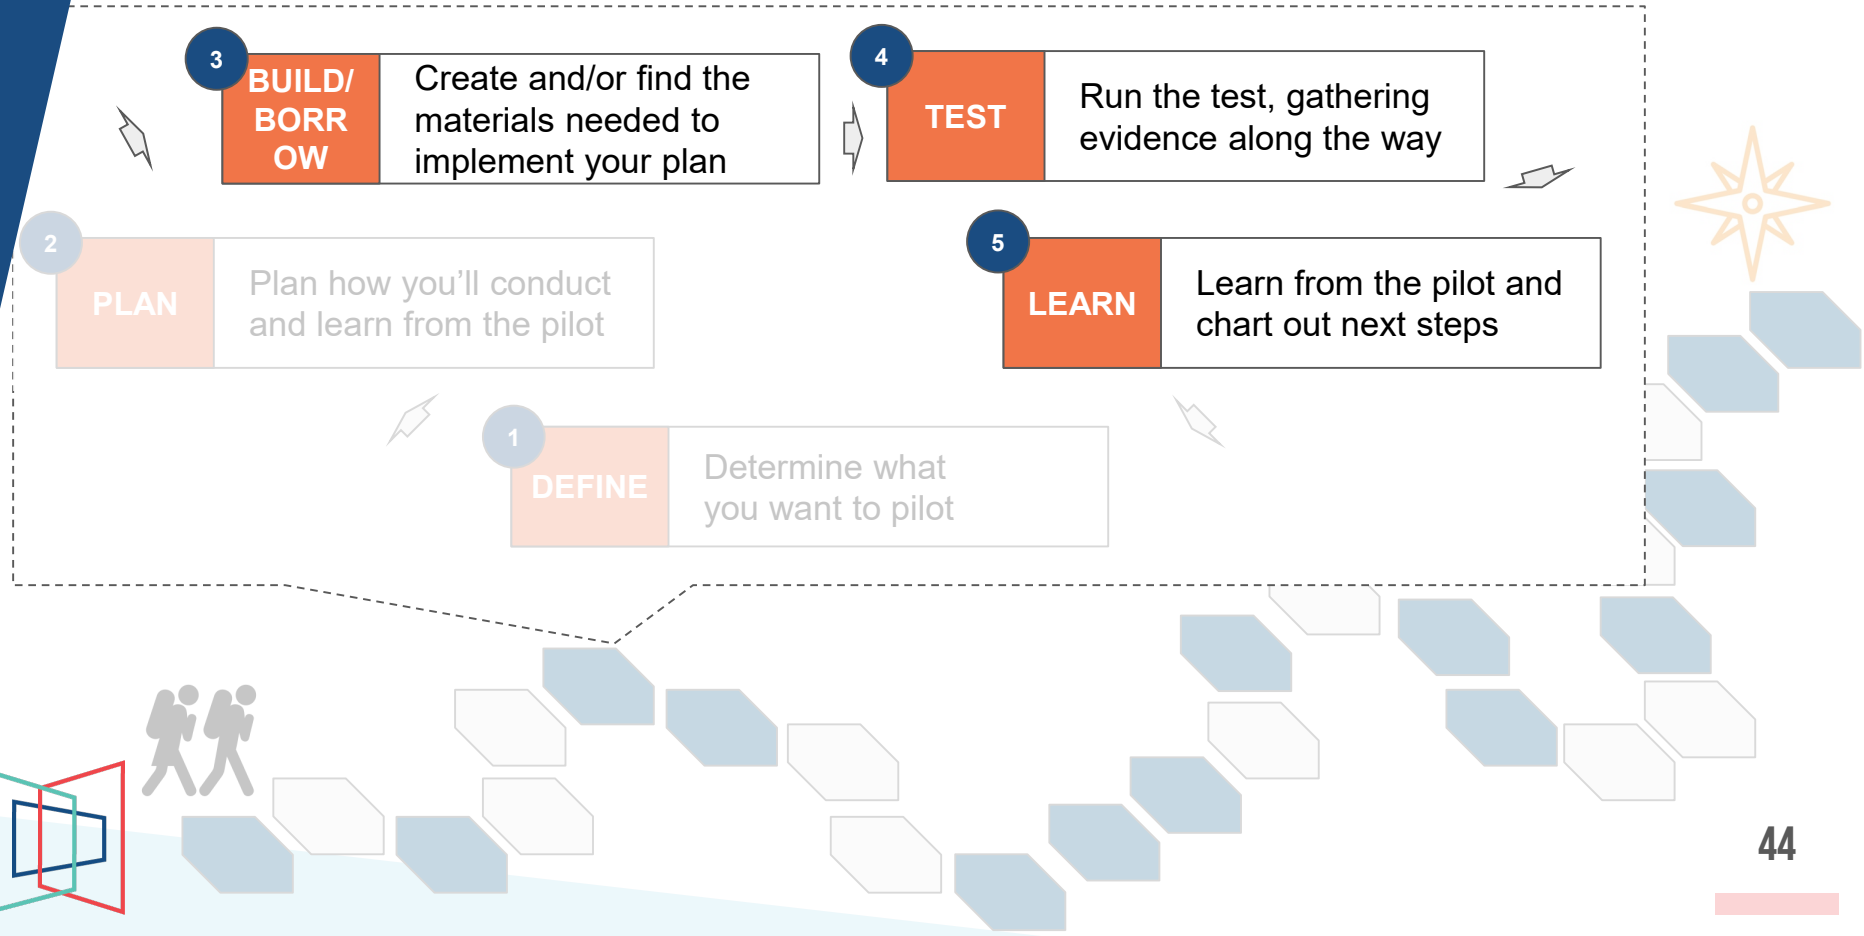 3
BUILD/
BORR
OW
Create and/or find the
materials needed to
implement your plan
4
TEST
Run the test, gathering
evidence along the way
2
PLAN
Plan how you’ll conduct
and learn from the pilot
5
LEARN
Learn from the pilot and
chart out next steps
1
DEFINE
Determine what
you want to pilot
44